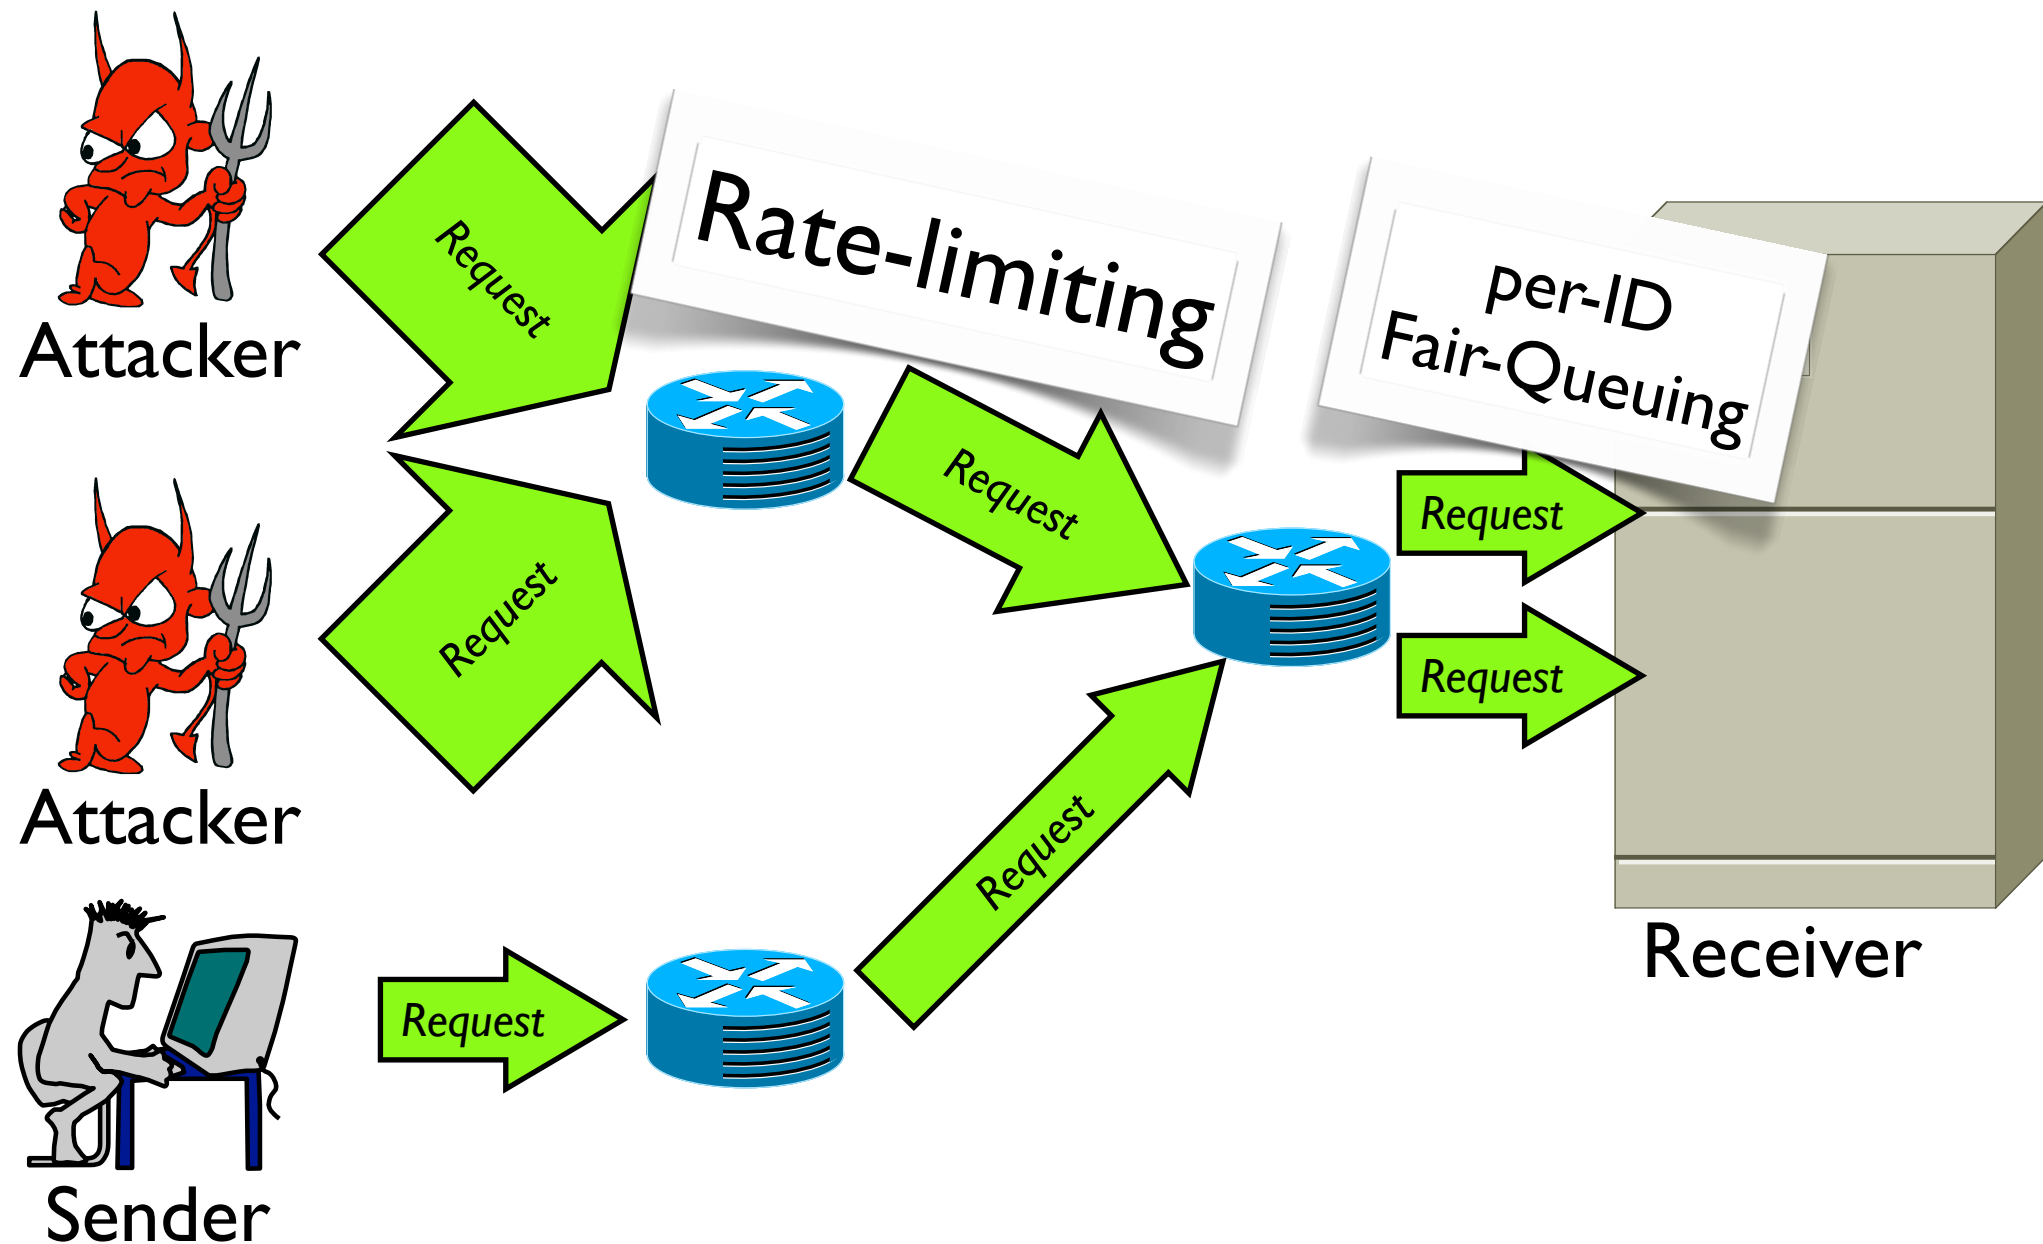 Attacker
Request
Rate-limiting
per-ID
Fair-Queuing
Request
Request
Attacker
Request
Request
Request
Receiver
Request
Sender